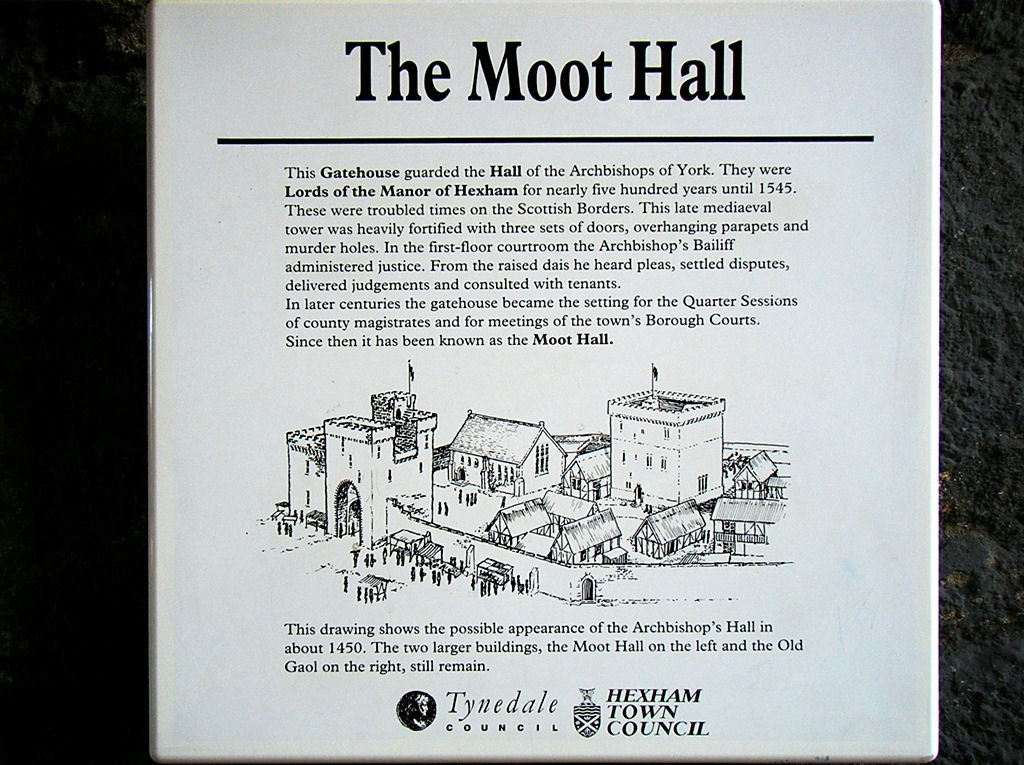 The Moot Hall
This Gatehouse guarded the Hall of the Archbishops of York. They were
Lords of the Manor of Hexham for nearly five hundred years until 1545.
These were troubled times on the Scottish Borders. This late mediaeval
tower was heavily fortified with three sets of doors, overhanging parapets and
murder holes. In the first-floor courtroom the Archbishop's Bailiff
administered justice. From the raised dais he heard pleas, settled disputes,
delivered judgements and consulted with tenants.
In later centuries the gatehouse became the setting for the Quarter Sessions
of county magistrates and for meetings of the town's Borough Courts.
Since then it has been known as the Moot Hall.
This drawing shows the possible appearance of the Archbishop's Hall in
about 1450. The two larger buildings, the Moot Hall on the left and the Old
Gaol on the right, still remain.
Tynedale
COUNCIL
HEXHAM
TOWN
COUNCIL